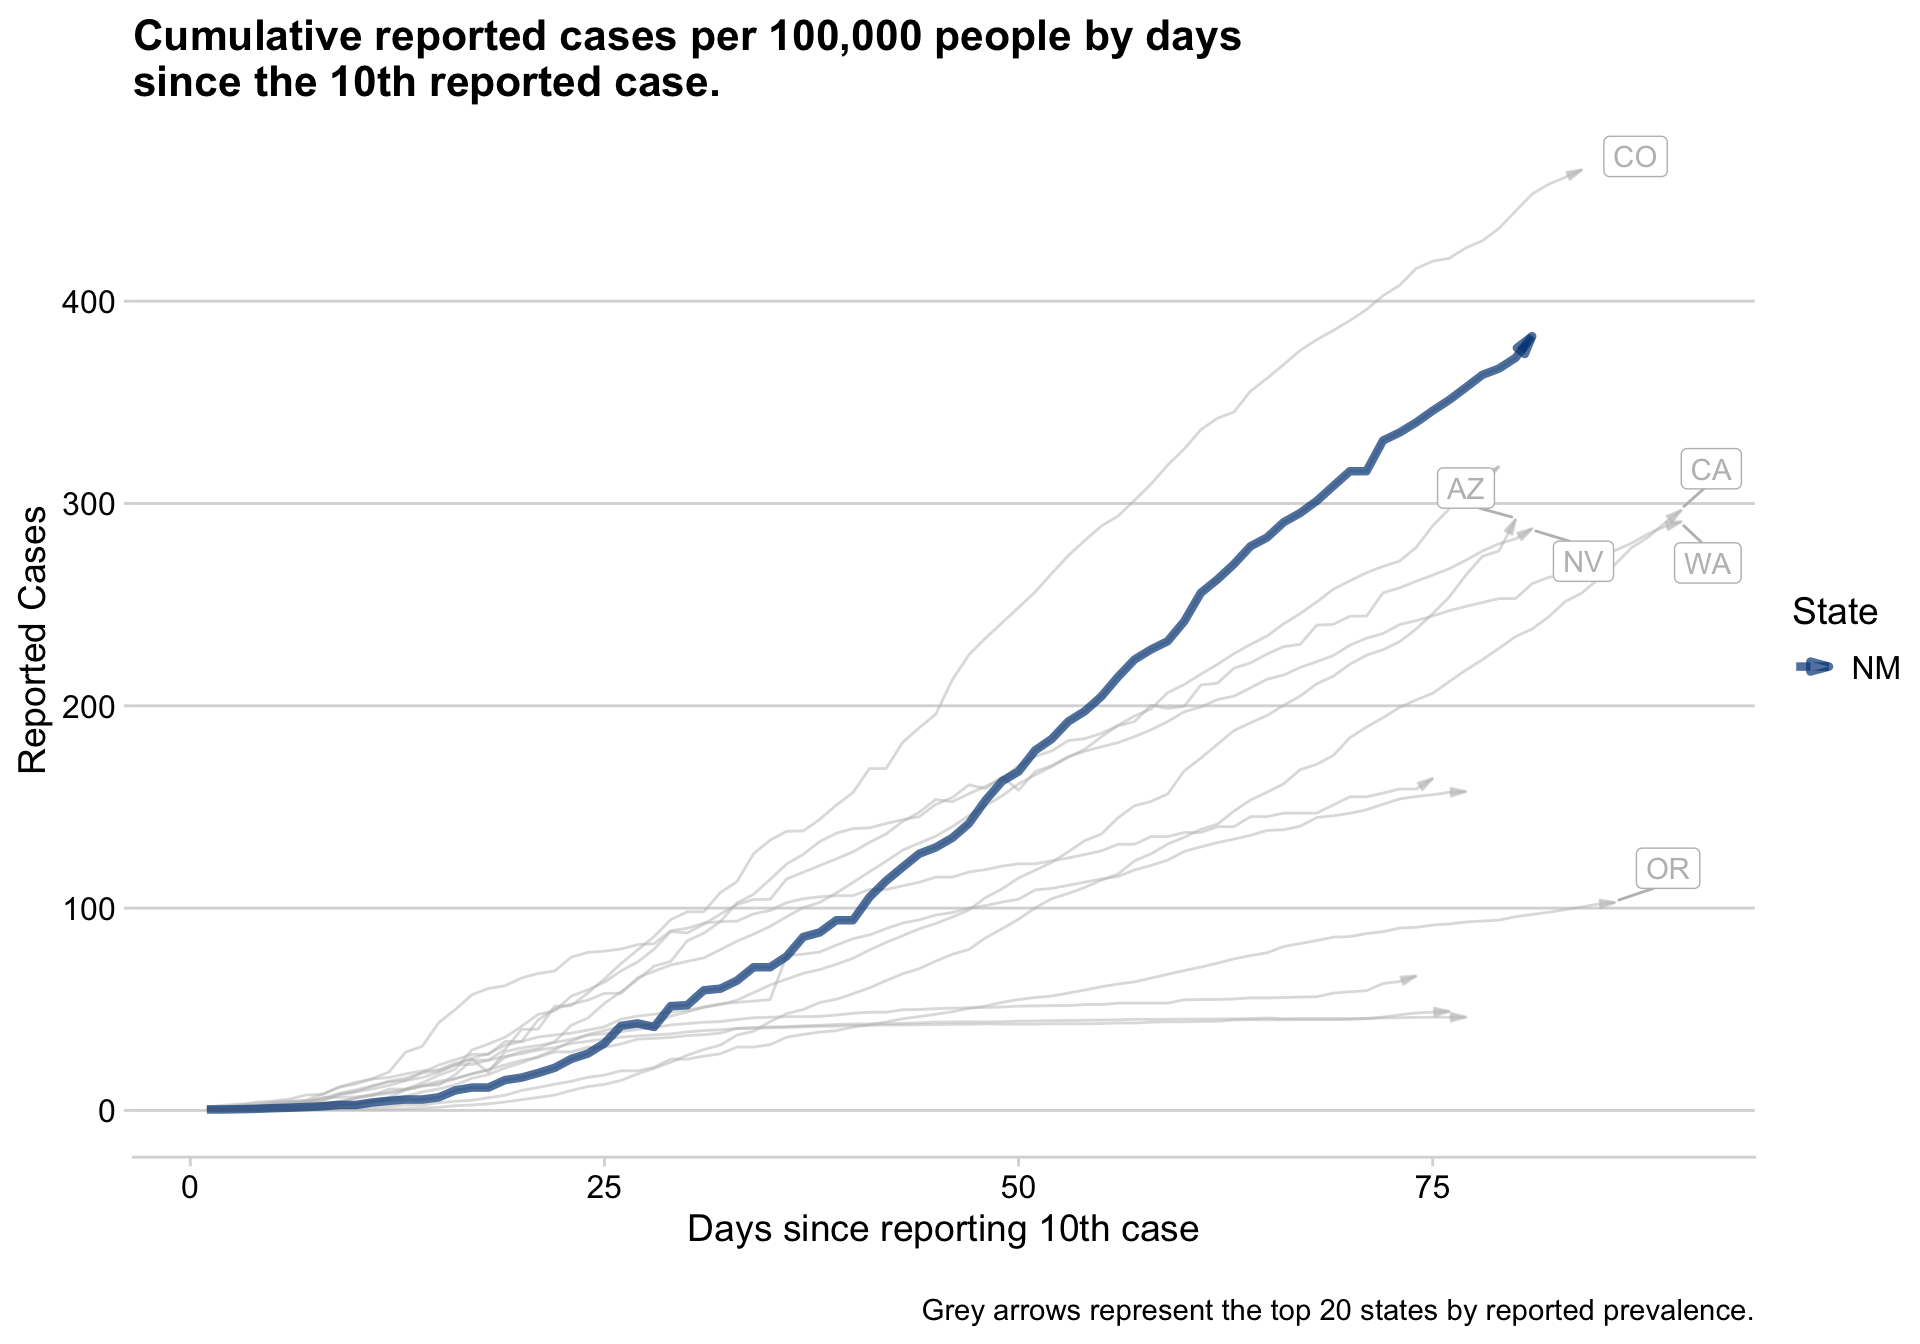 Cumulative reported cases per 100,000 people by days
since the 10th reported case.
CO
400
CA
AZ
300
NV
WA
Reported Cases
State
NM
200
OR
100
0
0 25 50 75
Days since reporting 10th case
Grey arrows represent the top 20 states by reported prevalence.